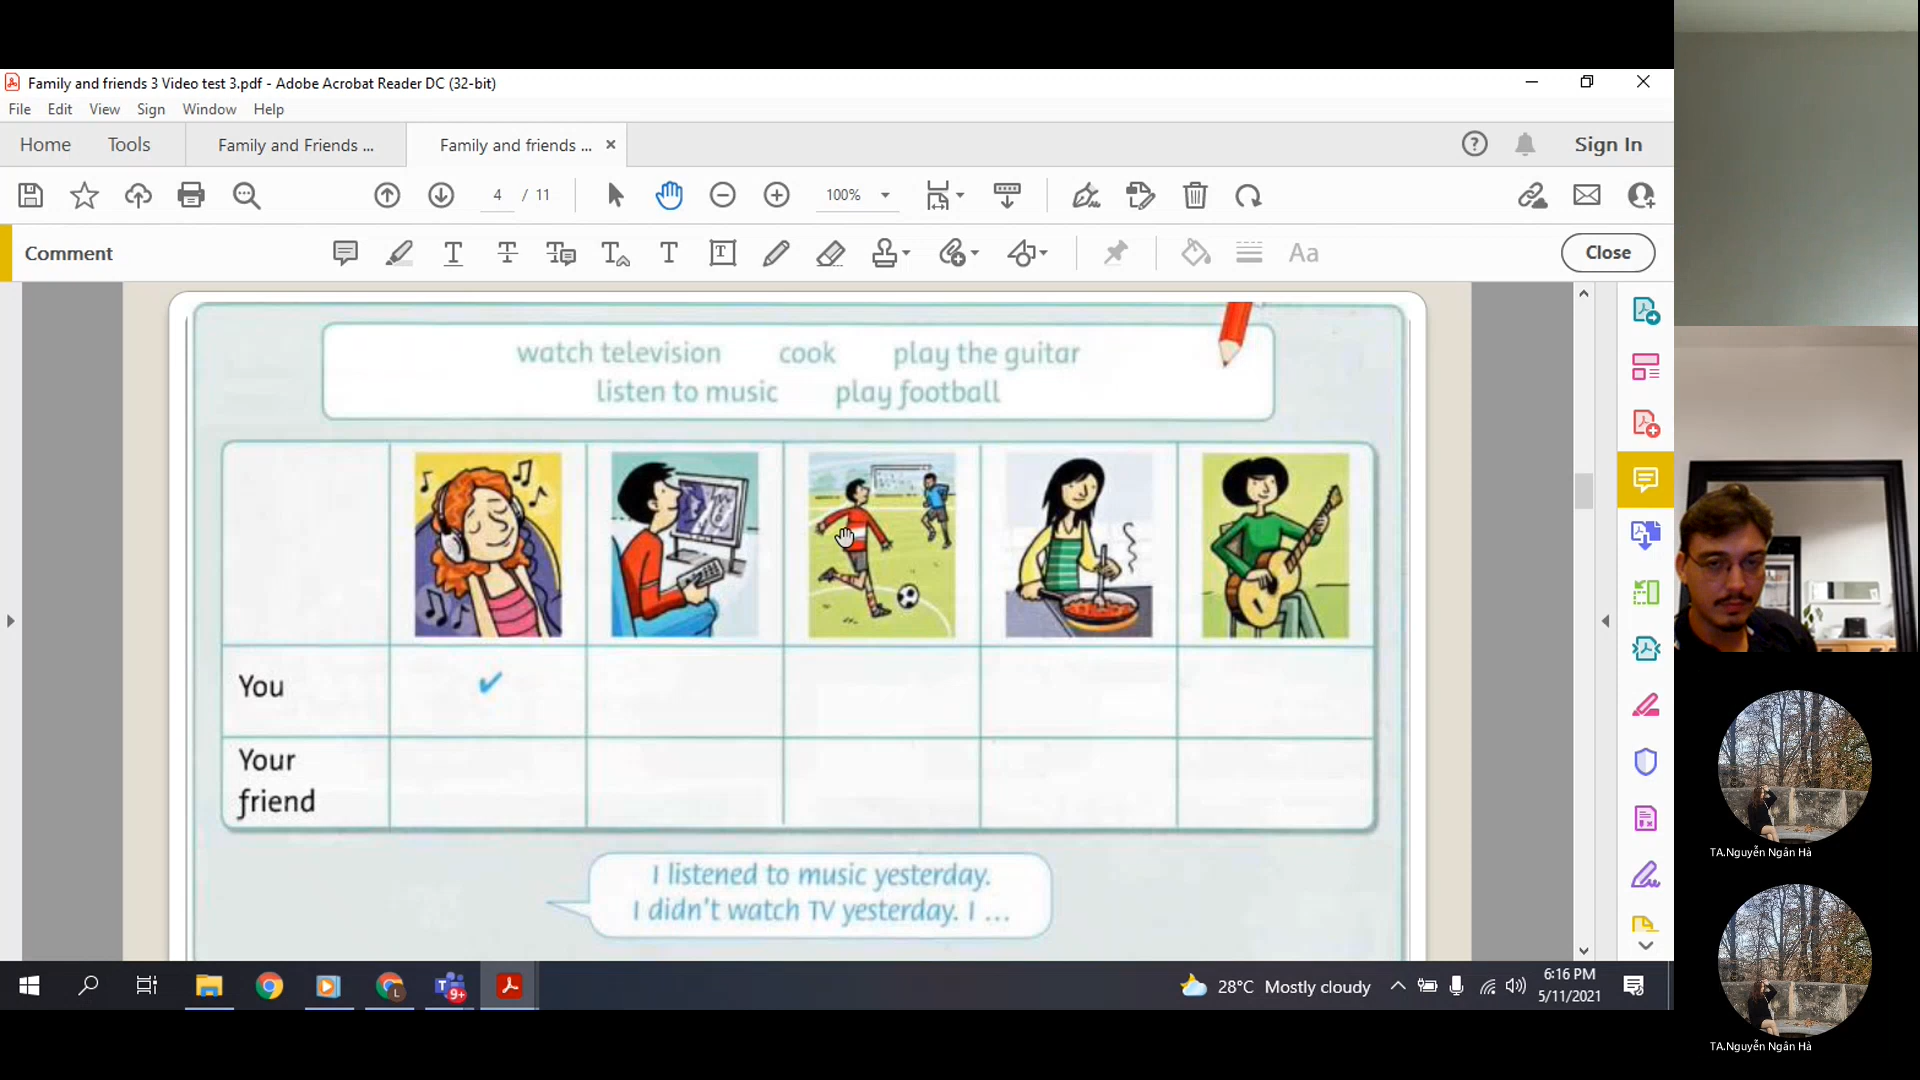 Family and friends 3 Video test 3.pdf - Adobe Acrobat Reader DC (32-bit)
File Edit View Sign Window Help
Home Tools Family and Friends ... Family and friends ... Sign In
4 / 11 100%
Comment Close
watch television cook play the guitar
listen to music play football
You
Your
friend
I listened to music yesterday.
I didn't watch TV yesterday. I ...
TA.Nguyễn Ngân Hà
TA.Nguyễn Ngân Hà
28°C Mostly cloudy
6:16 PM
5/11/2021
9+
L
Aa